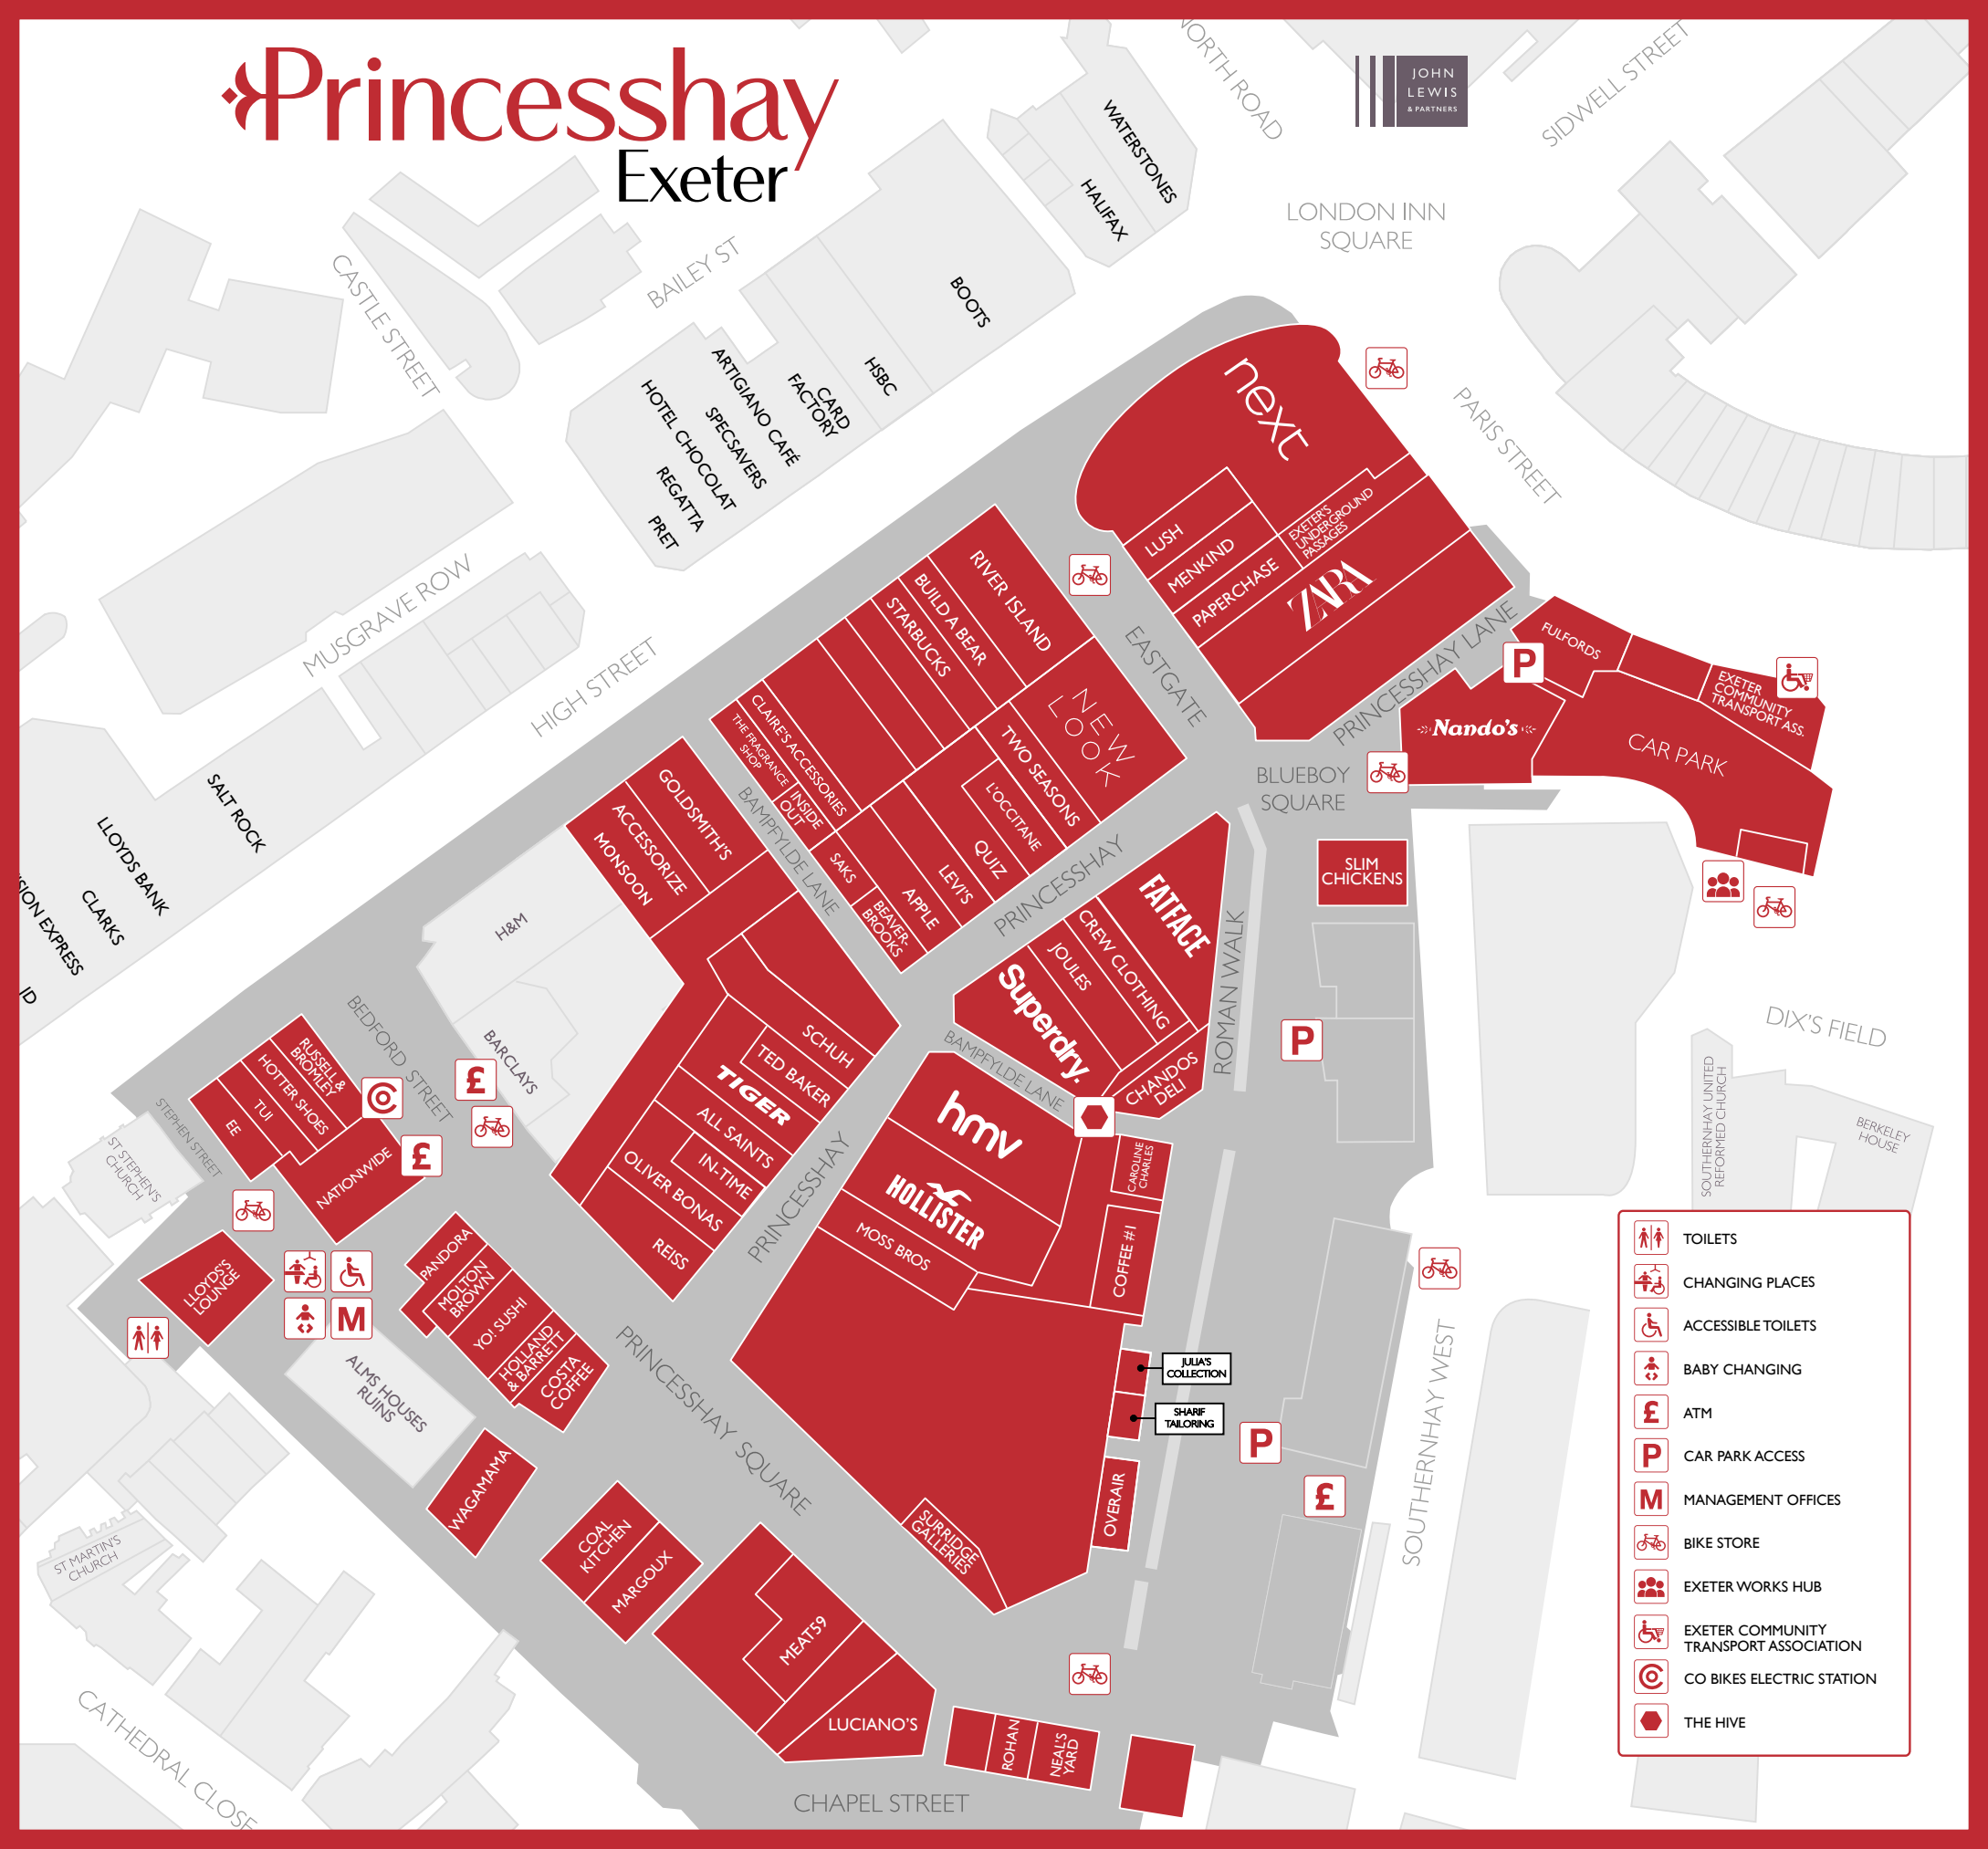 Princesshay
Exeter
JOHN
LEWIS
& PARTNERS
NORTH ROAD
SIDWELL STREET
LONDON INN
SQUARE
PARIS STREET
WATERSTONES
HALIFAX
CASTLE STREET
BAILEY ST
BOOTS
HSBC
CARD
FACTORY
ARTIGIANO CAFÉ
SPECSAVERS
HOTEL CHOCOLAT
REGATTA
PRET
MUSGRAVE ROW
HIGH STREET
SALT ROCK
LLOYDS BANK
CLARKS
SION EXPRESS
ID
next
LUSH
MENKIND
PAPERCHASE
EXETER'S
UNDERGROUND
PASSAGES
ZARA
EASTGATE
PRINCESSHAY LANE
P
FULFORDS
EXETER
COMMUNITY
TRANSPORT ASS.
Nando's
CAR PARK
BLUEBOY
SQUARE
SLIM
CHICKENS
RIVER ISLAND
BUILD A BEAR
STARBUCKS
NEW
LOOK
TWO SEASONS
L'OCCITANE
QUIZ
LEVI'S
APPLE
BEAVER-
BROOKS
SAKS
INSIDE
OUT
CLAIRE'S ACCESSORIES
THE FRAGRANCE
SHOP
BAMPFYLDE LANE
GOLDSMITH'S
ACCESSORIZE
MONSOON
H&M
BARCLAYS
BEDFORD STREET
PRINCESSHAY
FATFACE
CREW CLOTHING
JOULES
Superdry.
CHANDOS
DELI
ROMAN WALK
BAMPFYLDE LANE
P
DIX'S FIELD
SOUTHERNHAY UNITED
REFORMED CHURCH
BERKELEY
HOUSE
SCHUH
TED BAKER
TIGER
ALL SAINTS
IN-TIME
OLIVER BONAS
REISS
PRINCESSHAY
hmv
HOLLISTER
MOSS BROS
CAROLINE
CHARLES
COFFEE #1
JULIA'S
COLLECTION
SHARIF
TAILORING
OVERAIR
SURRIDGE
GALLERIES
RUSSELL &
BROMLEY
HOTTER SHOES
TUI
EE
NATIONWIDE
£
£
STEPHEN STREET
ST STEPHEN'S
CHURCH
LLOYDS'S
LOUNGE
M
ALMS HOUSES
RUINS
PANDORA
MOLTON
BROWN
YO! SUSHI
HOLLAND
& BARRETT
COSTA
COFFEE
PRINCESSHAY SQUARE
WAGAMAMA
COAL
KITCHEN
MARGOUX
MEAT59
LUCIANO'S
ROHAN
NEAL'S
YARD
CHAPEL STREET
ST MARTIN'S
CHURCH
CATHEDRAL CLOSE
P
£
SOUTHERNHAY WEST
TOILETS
CHANGING PLACES
ACCESSIBLE TOILETS
BABY CHANGING
£ ATM
P CAR PARK ACCESS
M MANAGEMENT OFFICES
BIKE STORE
EXETER WORKS HUB
EXETER COMMUNITY
TRANSPORT ASSOCIATION
CO BIKES ELECTRIC STATION
THE HIVE